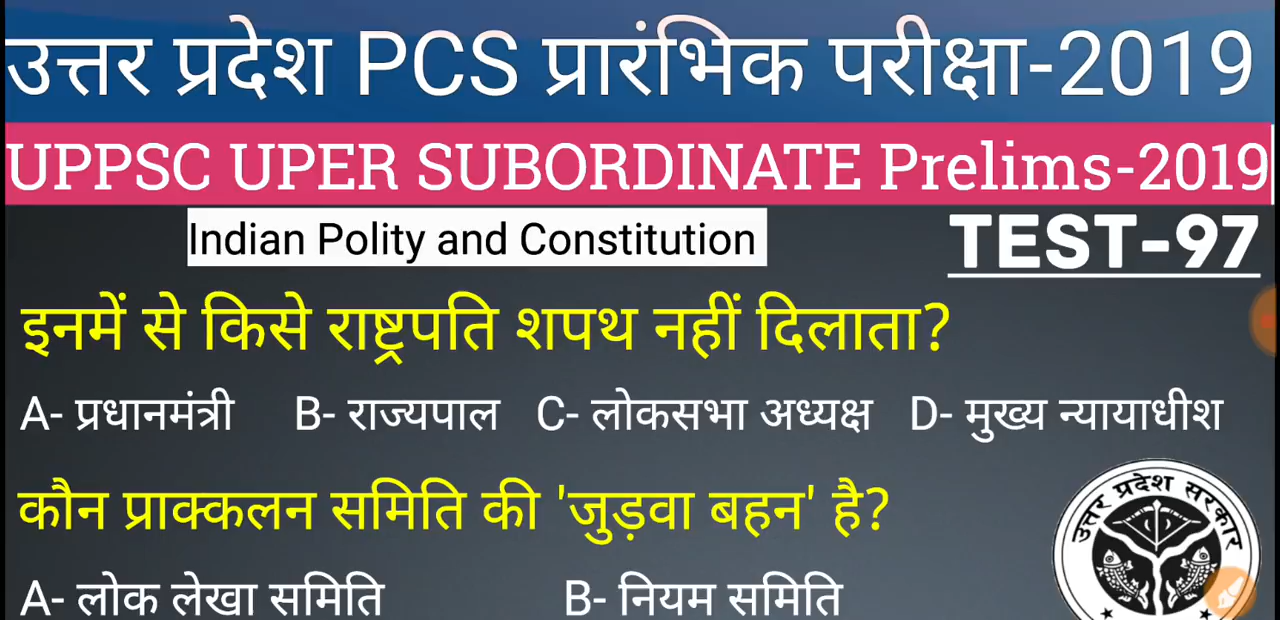 उत्तर प्रदेश PCS प्रारंभिक परीक्षा-2019
UPPSC UPER SUBORDINATE Prelims-2019
Indian Polity and Constitution
TEST-97
इनमें से किसे राष्ट्रपति शपथ नहीं दिलाता?
A- प्रधानमंत्री B- राज्यपाल C- लोकसभा अध्यक्ष D- मुख्य न्यायाधीश
कौन प्राक्कलन समिति की 'जुड़वा बहन' है?
A- लोक लेखा समिति B- नियम समिति
उत्तर प्रदेश सरकार